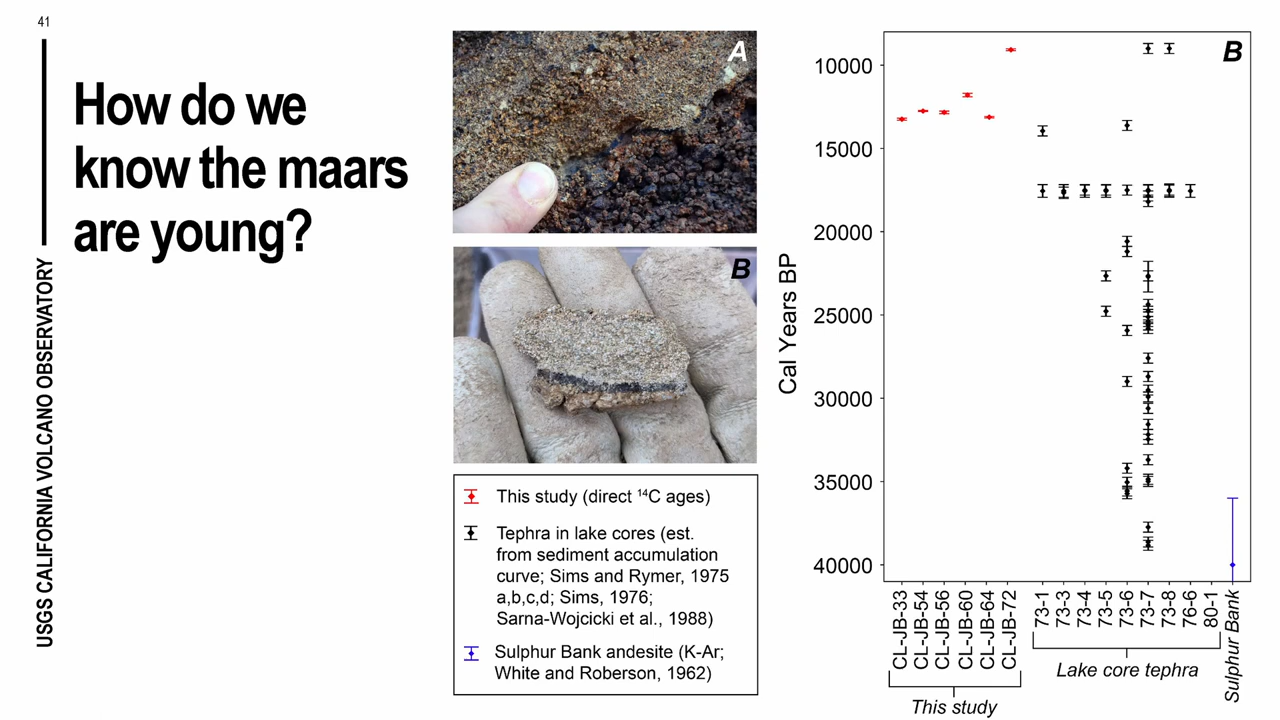 41
How do we
know the maars
are young?
USGS CALIFORNIA VOLCANO OBSERVATORY
A
B
This study (direct ¹⁴C ages)
Tephra in lake cores (est.
from sediment accumulation
curve; Sims and Rymer, 1975
a,b,c,d; Sims, 1976;
Sarna-Wojcicki et al., 1988)
Sulphur Bank andesite (K-Ar;
White and Roberson, 1962)
B
Cal Years BP
10000
15000
20000
25000
30000
35000
40000
CL-JB-33
CL-JB-54
CL-JB-56
CL-JB-60
CL-JB-64
CL-JB-72
73-1
73-3
73-4
73-5
73-6
73-7
73-8
76-6
80-1
Sulphur Bank
This study
Lake core tephra